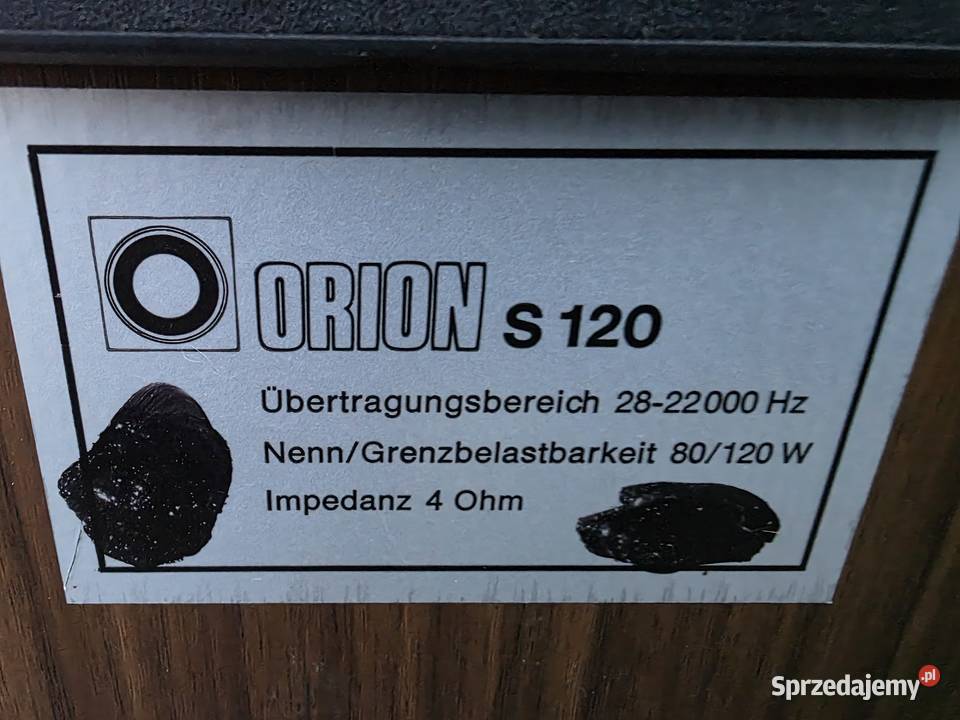 ORION S 120
Übertragungsbereich 28-22000 Hz
Nenn/Grenzbelastbarkeit 80/120 W
Impedanz 4 Ohm
Sprzedajemy.pl